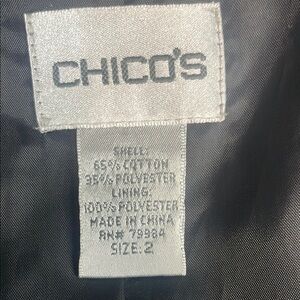 CHICO'S
SHELL:
65% COTTON
35% POLYESTER
LINING:
100% POLYESTER
MADE IN CHINA
RN# 79984
SIZE: 2